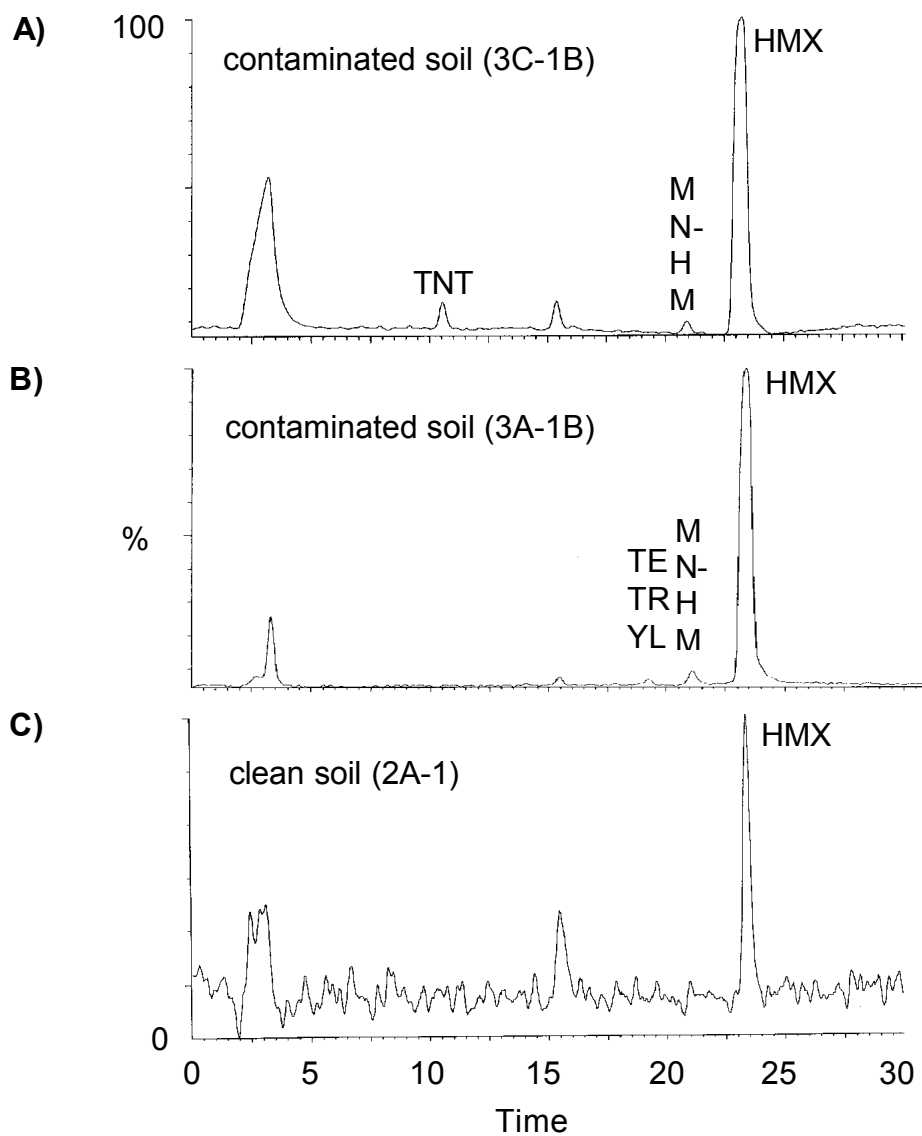 A)
100
contaminated soil (3C-1B)
HMX
TNT
M
N-
H
M
B)
contaminated soil (3A-1B)
HMX
%
TE
TR
YL
M
N-
H
M
C)
clean soil (2A-1)
HMX
0
0 5 10 15 20 25 30
Time